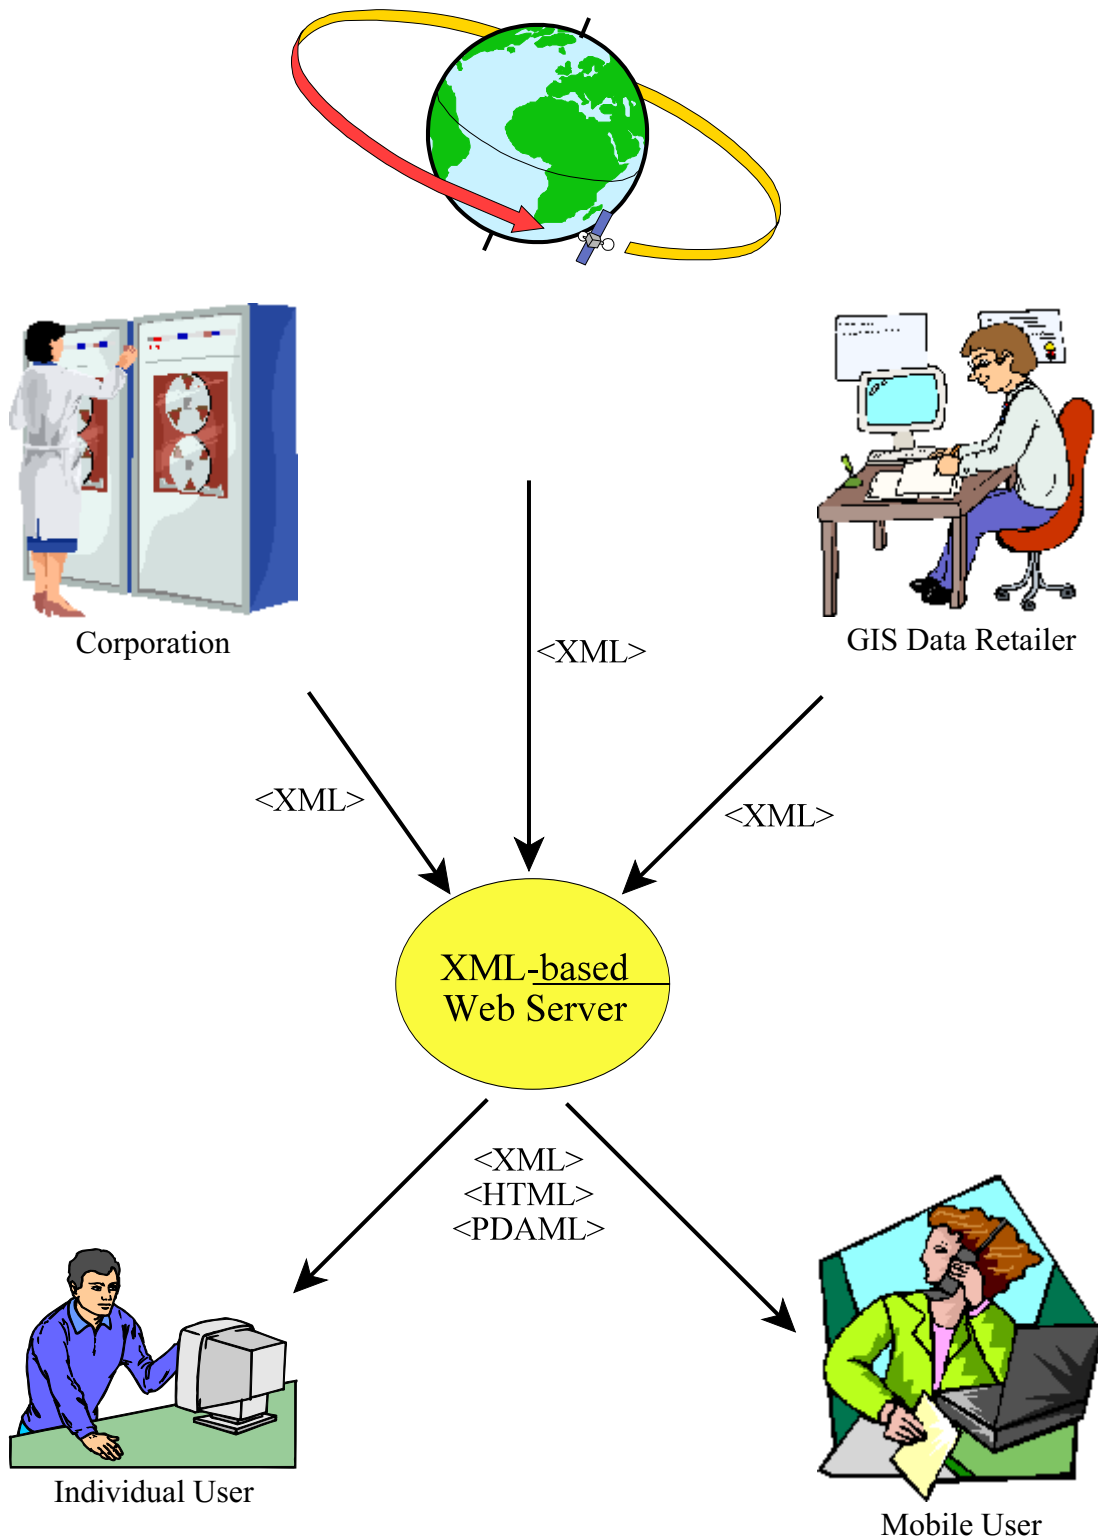 Corporation
GIS Data Retailer
<XML>
<XML>
<XML>
XML-based
Web Server
<XML>
<HTML>
<PDAML>
Individual User
Mobile User